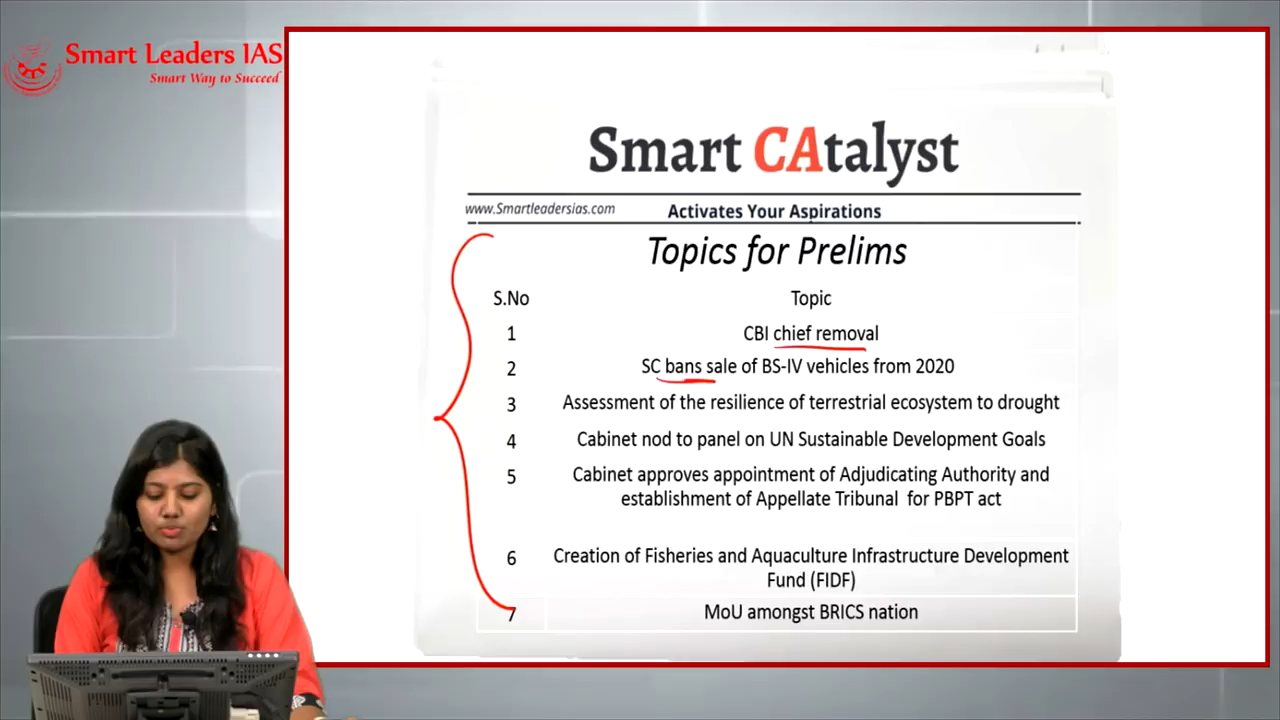 Smart Leaders IAS
Smart Way to Succeed
Smart CAtalyst
www.Smartleadersias.com Activates Your Aspirations
Topics for Prelims
S.No Topic
1 CBI chief removal
2 SC bans sale of BS-IV vehicles from 2020
3 Assessment of the resilience of terrestrial ecosystem to drought
4 Cabinet nod to panel on UN Sustainable Development Goals
5 Cabinet approves appointment of Adjudicating Authority and
establishment of Appellate Tribunal for PBPT act
6 Creation of Fisheries and Aquaculture Infrastructure Development
Fund (FIDF)
7 MoU amongst BRICS nation